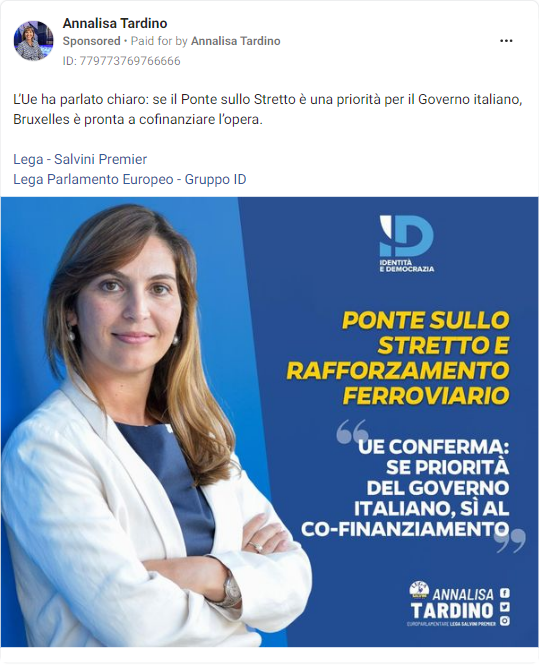 Annalisa Tardino
Sponsored • Paid for by Annalisa Tardino
ID: 779773769766666
L'Ue ha parlato chiaro: se il Ponte sullo Stretto è una priorità per il Governo italiano,
Bruxelles è pronta a cofinanziare l'opera.
Lega - Salvini Premier
Lega Parlamento Europeo - Gruppo ID
ID
IDENTITÀ
E DEMOCRAZIA
PONTE SULLO
STRETTO E
RAFFORZAMENTO
FERROVIARIO
“UE CONFERMA:
SE PRIORITÀ
DEL GOVERNO
ITALIANO, SÌ AL
CO-FINANZIAMENTO”
ANNALISA
TARDINO
EUROPARLAMENTARE LEGA SALVINI PREMIER